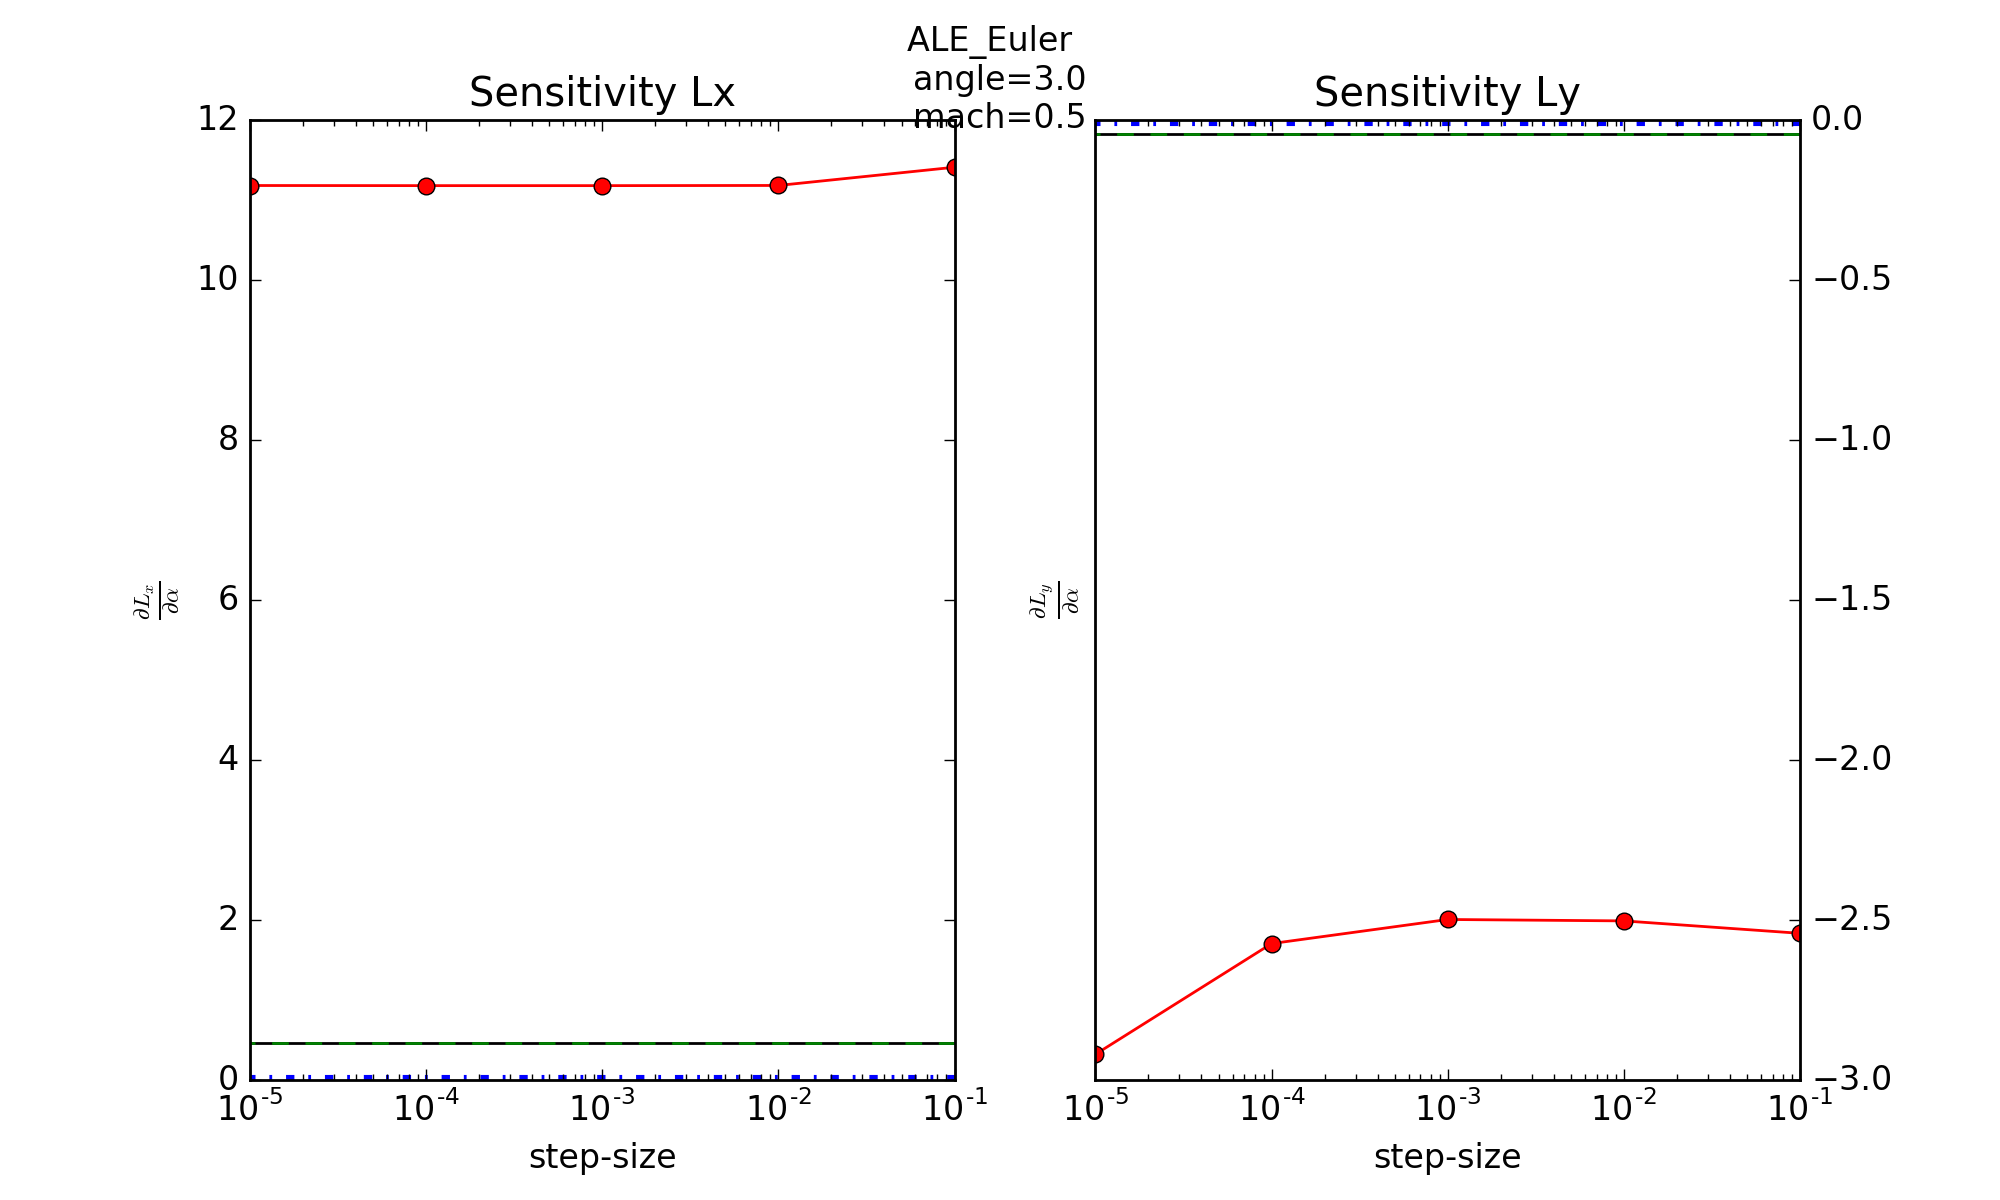 ALE_Euler
angle=3.0
mach=0.5
Sensitivity Lx
12
10
8
6
4
2
0
∂Lₓ/∂α
10⁻⁵ 10⁻⁴ 10⁻³ 10⁻² 10⁻¹
step-size
Sensitivity Ly
∂L_y/∂α
0.0
−0.5
−1.0
−1.5
−2.0
−2.5
−3.0
10⁻⁵ 10⁻⁴ 10⁻³ 10⁻² 10⁻¹
step-size